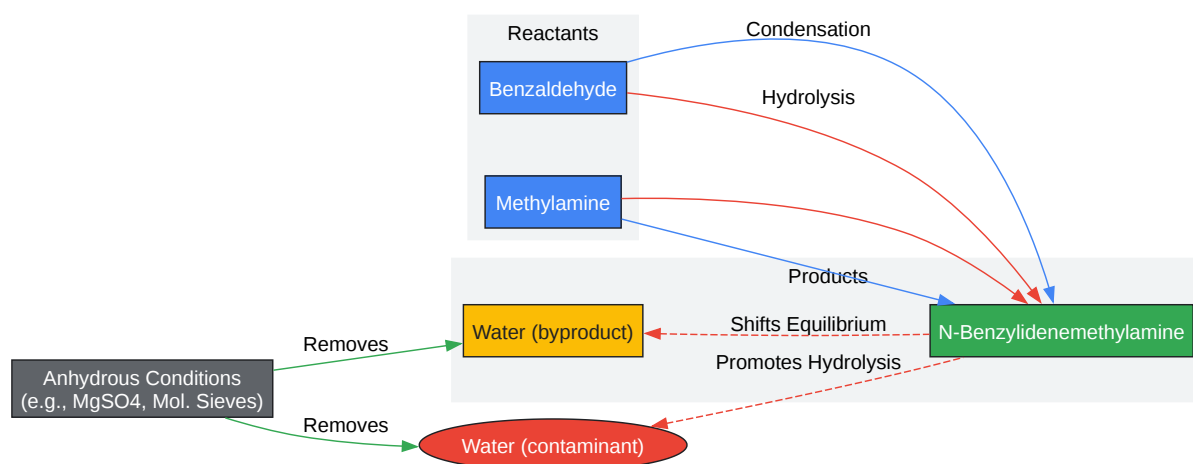 Reactants
Condensation
Benzaldehyde
Hydrolysis
Methylamine
Products
Water (byproduct)
Shifts Equilibrium
N-Benzylidenemethylamine
Removes
Promotes Hydrolysis
Anhydrous Conditions
(e.g., MgSO4, Mol. Sieves)
Removes
Water (contaminant)